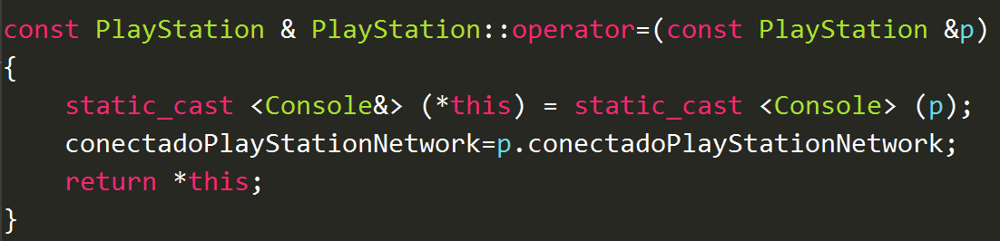 const PlayStation & PlayStation::operator=(const PlayStation &p)
{
    static_cast <Console&> (*this) = static_cast <Console> (p);
    conectadoPlayStationNetwork=p.conectadoPlayStationNetwork;
    return *this;
}